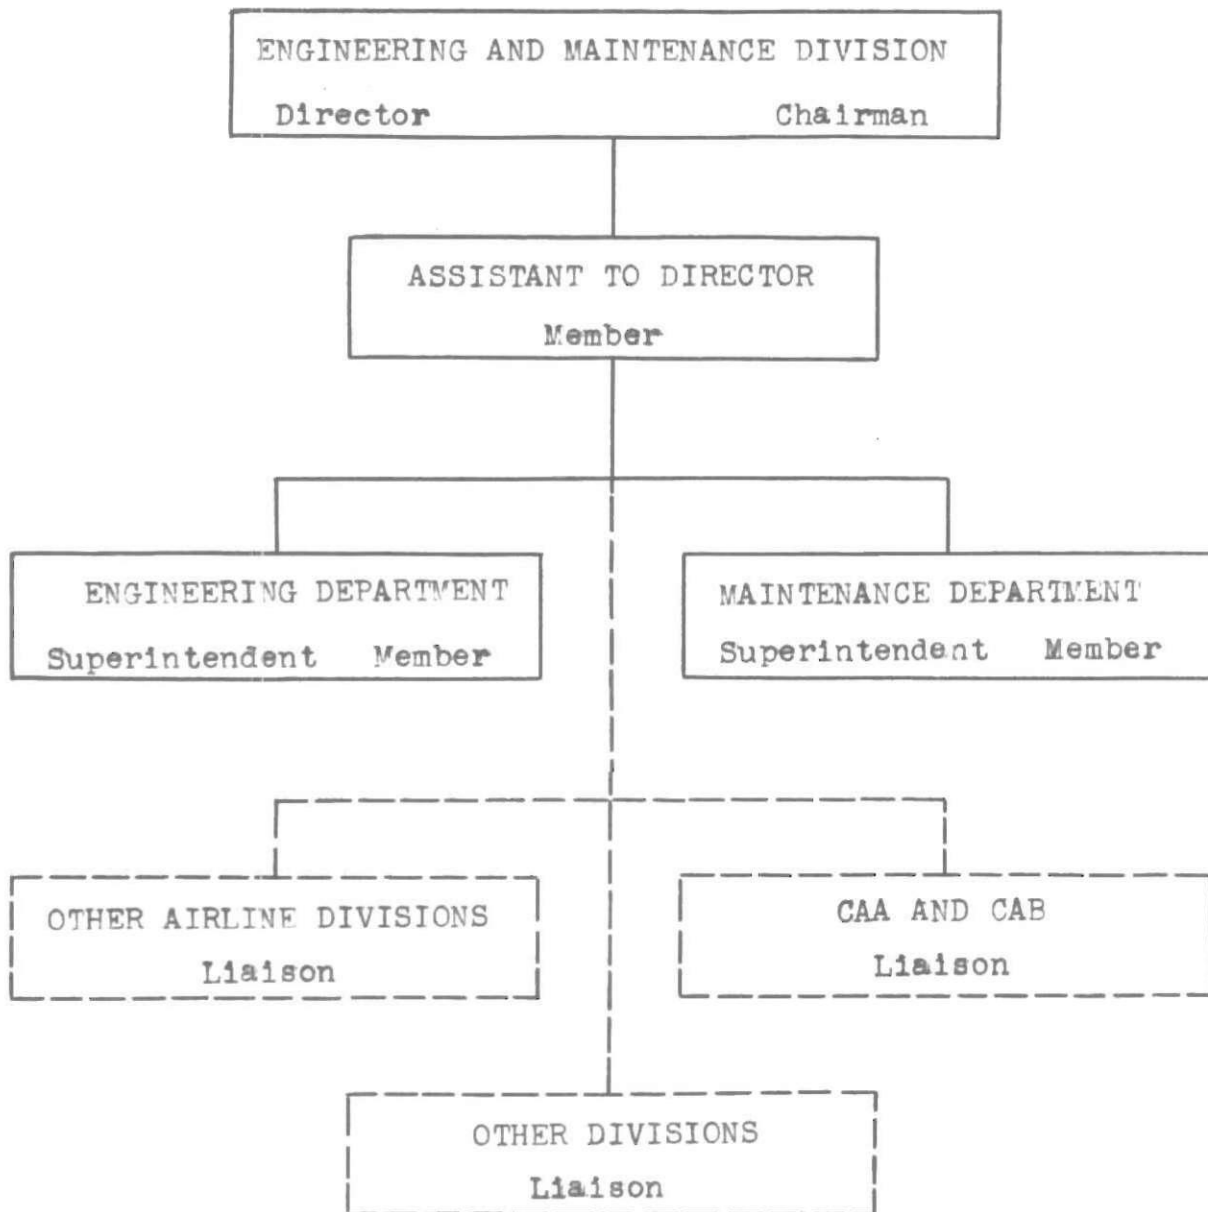 ENGINEERING AND MAINTENANCE DIVISION
Director Chairman
ASSISTANT TO DIRECTOR
Member
ENGINEERING DEPARTMENT
Superintendent Member
MAINTENANCE DEPARTMENT
Superintendent Member
OTHER AIRLINE DIVISIONS
Liaison
CAA AND CAB
Liaison
OTHER DIVISIONS
Liaison